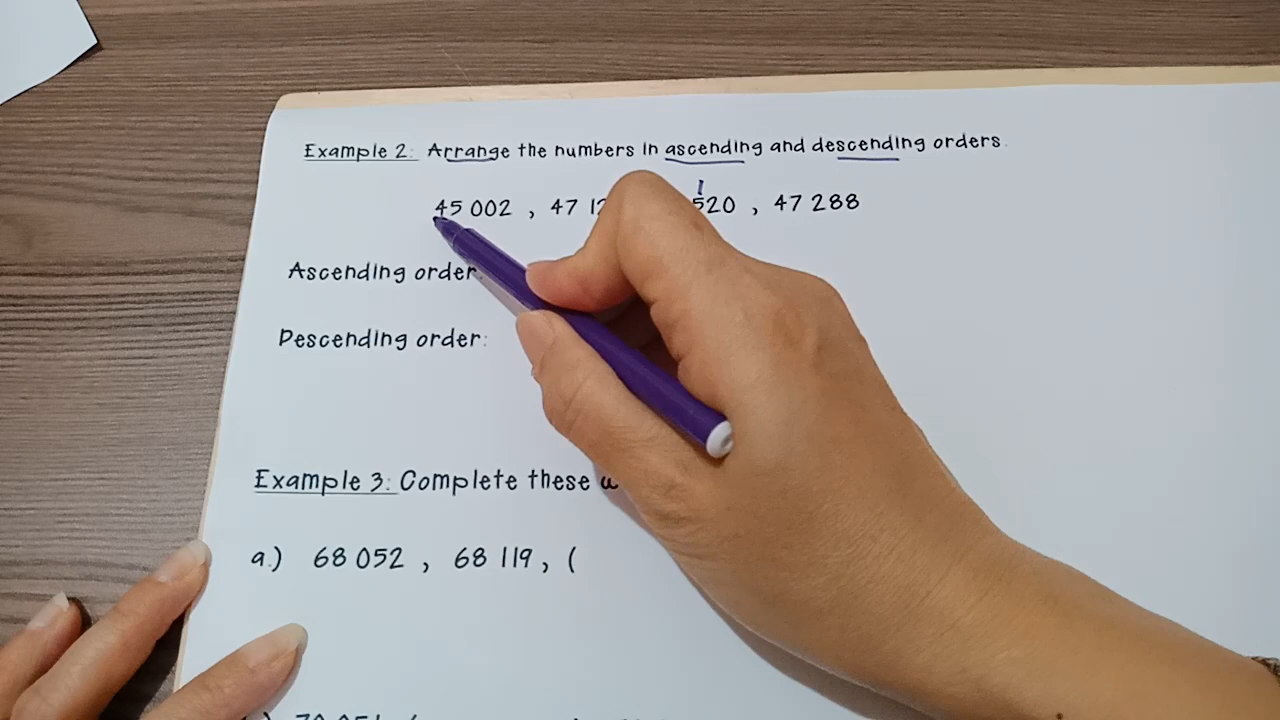 Example 2: Arrange the numbers in ascending and descending orders.
45 002 , 47 12 520 , 47 288
Ascending order:
Descending order:
Example 3: Complete these
a.) 68 052 , 68 119 , (